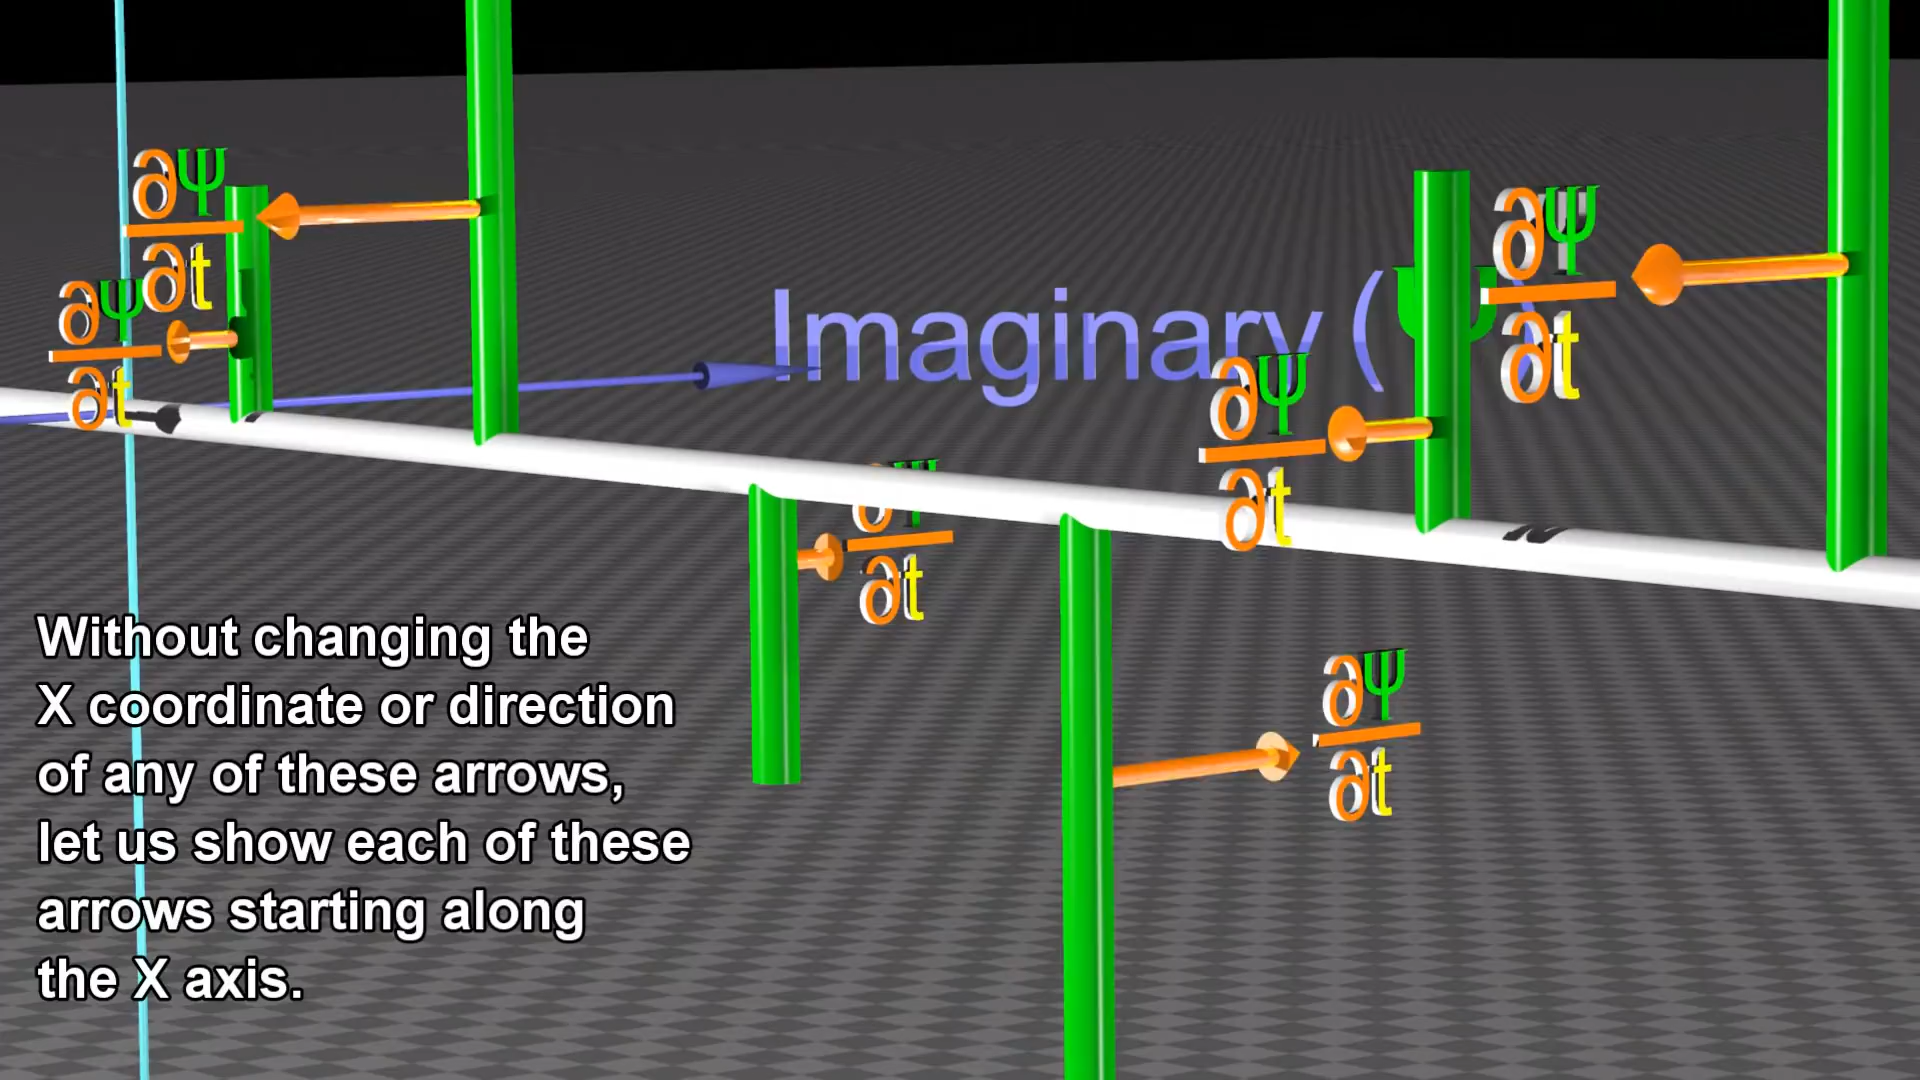 ∂Ψ
∂t
∂Ψ
∂t
Imaginary (Ψ)
∂Ψ
∂t
∂Ψ
∂t
∂Ψ
∂t
∂Ψ
∂t
Without changing the
X coordinate or direction
of any of these arrows,
let us show each of these
arrows starting along
the X axis.